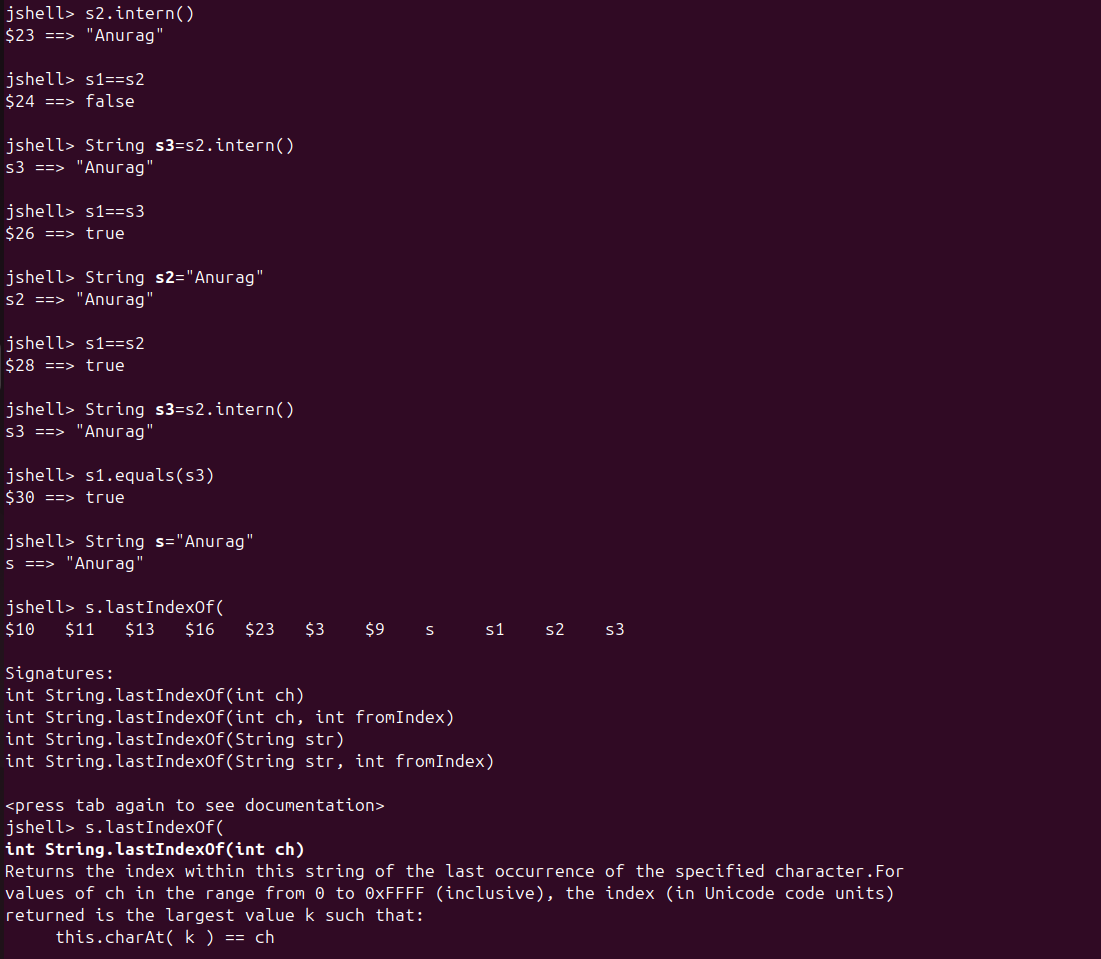 jshell> s2.intern()
$23 ==> "Anurag"
jshell> s1==s2
$24 ==> false
jshell> String s3=s2.intern()
s3 ==> "Anurag"
jshell> s1==s3
$26 ==> true
jshell> String s2="Anurag"
s2 ==> "Anurag"
jshell> s1==s2
$28 ==> true
jshell> String s3=s2.intern()
s3 ==> "Anurag"
jshell> s1.equals(s3)
$30 ==> true
jshell> String s="Anurag"
s ==> "Anurag"
jshell> s.lastIndexOf(
$10   $11   $13   $16   $23   $3    $9    s     s1    s2    s3
Signatures:
int String.lastIndexOf(int ch)
int String.lastIndexOf(int ch, int fromIndex)
int String.lastIndexOf(String str)
int String.lastIndexOf(String str, int fromIndex)
<press tab again to see documentation>
jshell> s.lastIndexOf(
int String.lastIndexOf(int ch)
Returns the index within this string of the last occurrence of the specified character.For
values of ch in the range from 0 to 0xFFFF (inclusive), the index (in Unicode code units)
returned is the largest value k such that:
     this.charAt( k ) == ch